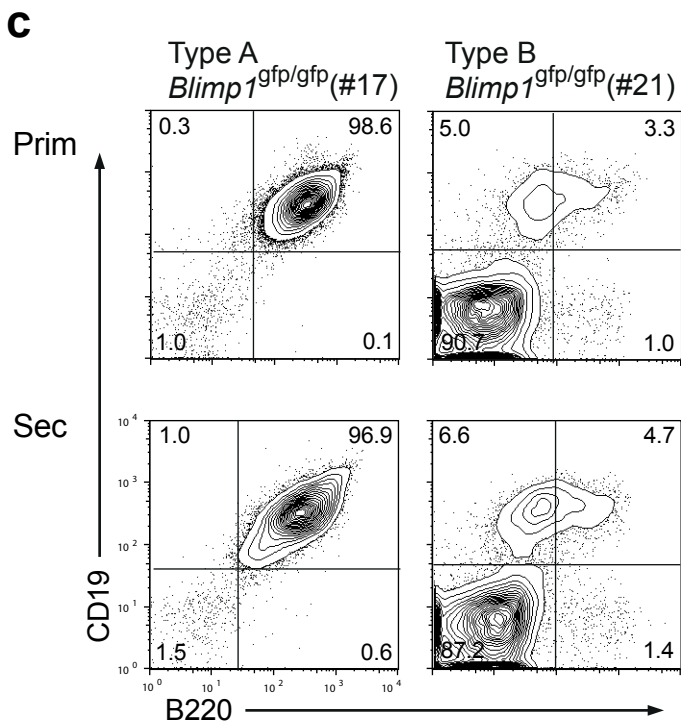 c
Type A
Blimp1gfp/gfp(#17)
Type B
Blimp1gfp/gfp(#21)
Prim
0.3 98.6
1.0 0.1
5.0 3.3
90.7 1.0
Sec
10⁴
10³
10²
10¹
10⁰
1.0 96.9
1.5 0.6
6.6 4.7
87.2 1.4
10⁰ 10¹ 10² 10³ 10⁴
CD19
B220